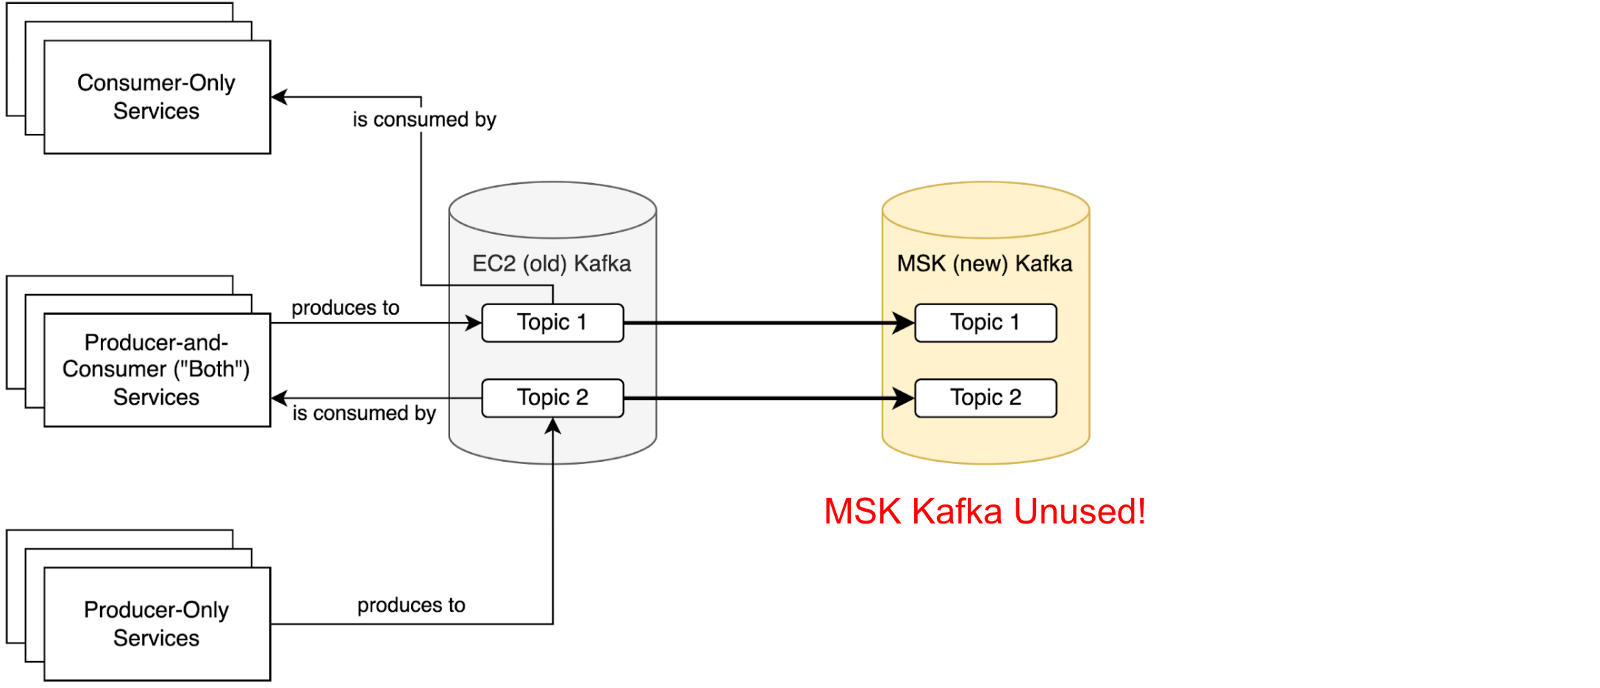 Consumer-Only
Services
is consumed by
EC2 (old) Kafka
MSK (new) Kafka
produces to
Topic 1
Topic 1
Producer-and-
Consumer ("Both")
Services
is consumed by
Topic 2
Topic 2
MSK Kafka Unused!
Producer-Only
Services
produces to